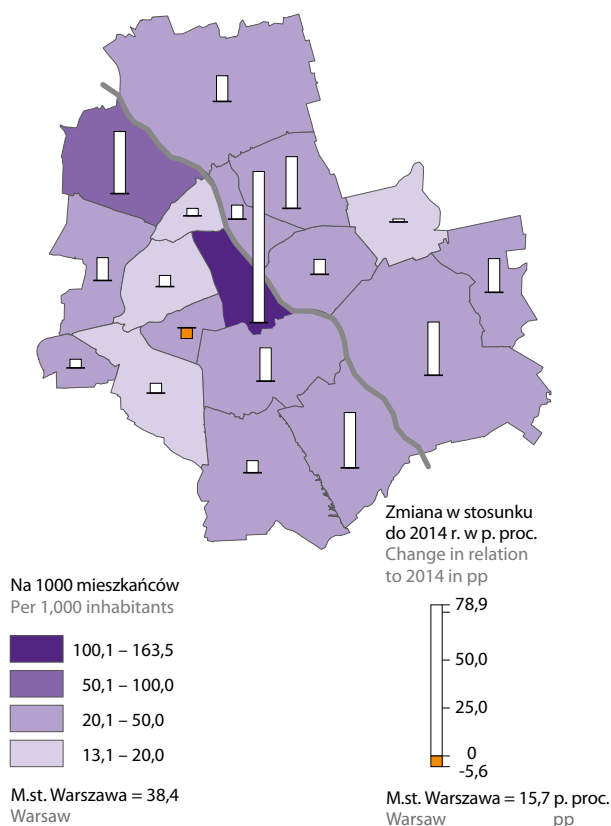 Zmiana w stosunku
do 2014 r. w p. proc.
Change in relation
to 2014 in pp
78,9
50,0
25,0
0
-5,6
M.st. Warszawa = 15,7 p. proc.
Warsaw pp
Na 1000 mieszkańców
Per 1,000 inhabitants
100,1 – 163,5
50,1 – 100,0
20,1 – 50,0
13,1 – 20,0
M.st. Warszawa = 38,4
Warsaw